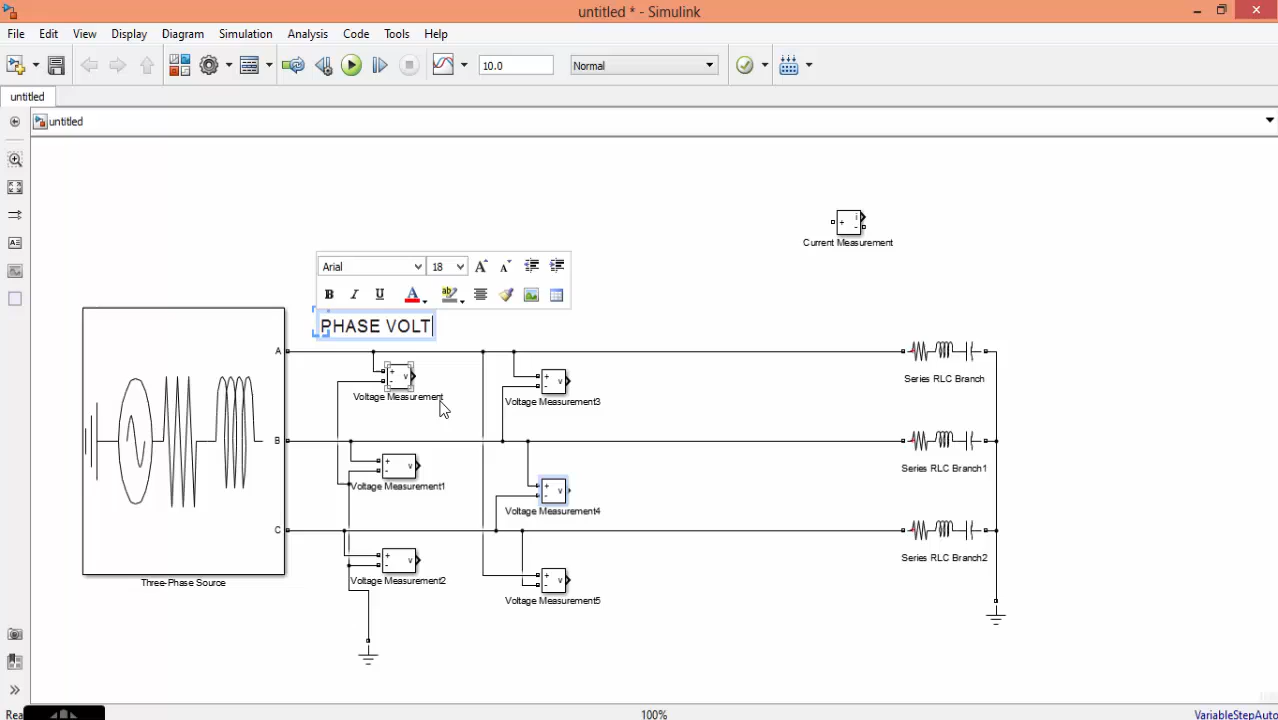 untitled * - Simulink
File Edit View Display Diagram Simulation Analysis Code Tools Help
10.0 Normal
untitled
untitled
i
+
-
Current Measurement
Arial 18
B I U A
PHASE VOLT
A
+ v
-
Voltage Measurement
+ v
-
Voltage Measurement3
Series RLC Branch
B
+ v
-
Voltage Measurement1
+ v
-
Voltage Measurement4
Series RLC Branch1
C
+ v
-
Voltage Measurement2
+ v
-
Voltage Measurement5
Series RLC Branch2
Three-Phase Source
Rea 100% VariableStepAuto